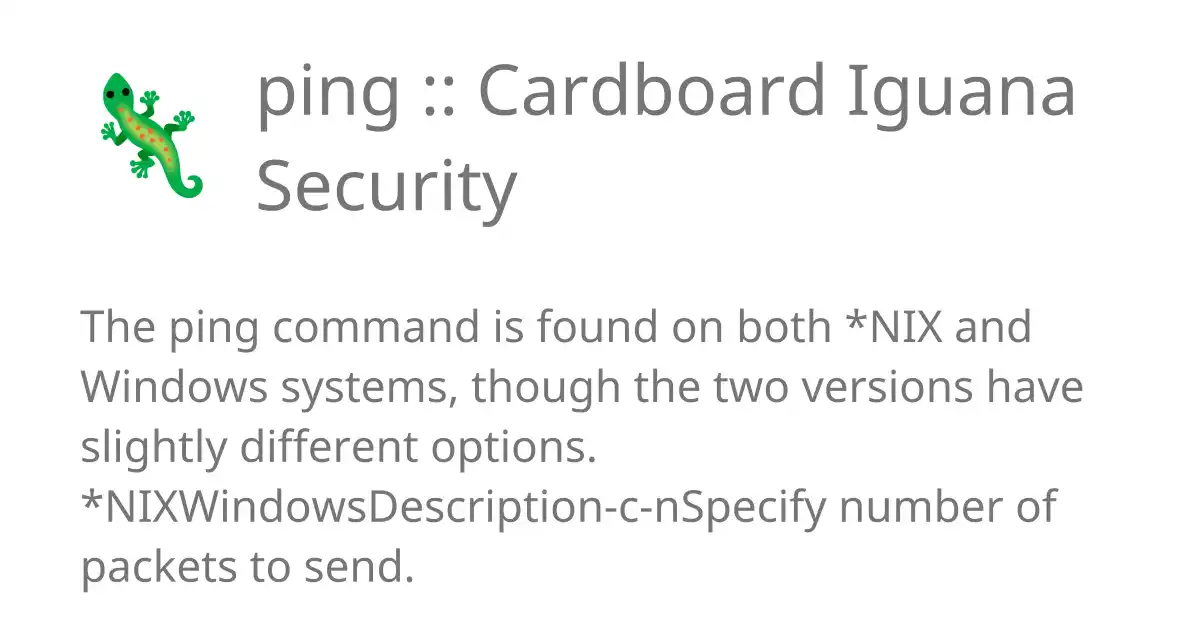 ping :: Cardboard Iguana
Security
The ping command is found on both *NIX and
Windows systems, though the two versions have
slightly different options.
*NIXWindowsDescription-c-nSpecify number of
packets to send.